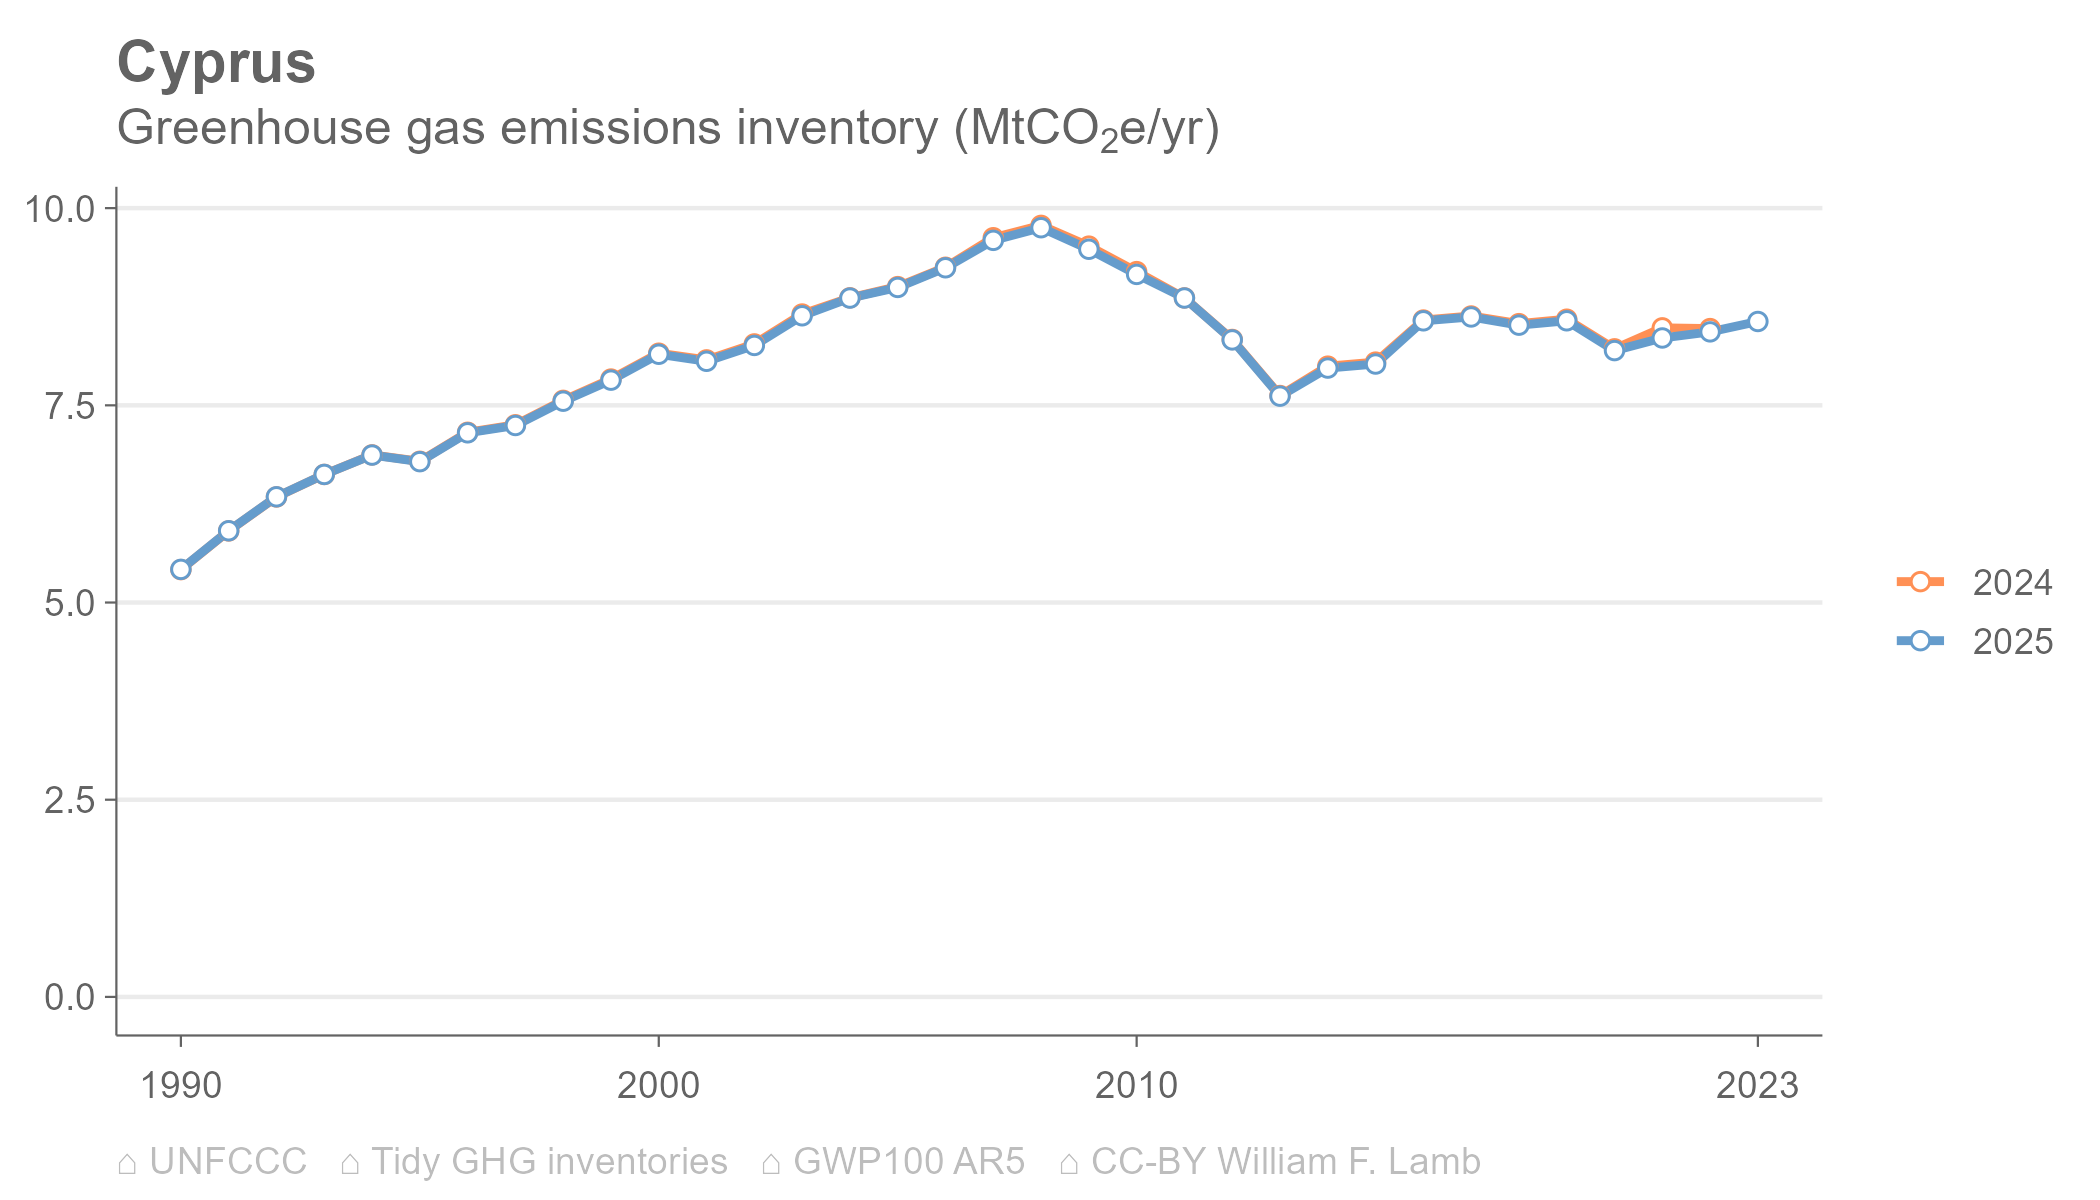 Cyprus
Greenhouse gas emissions inventory (MtCO₂e/yr)
10.0
7.5
5.0
2.5
0.0
1990 2000 2010 2023
2024
2025
⌂ UNFCCC ⌂ Tidy GHG inventories ⌂ GWP100 AR5 ⌂ CC-BY William F. Lamb